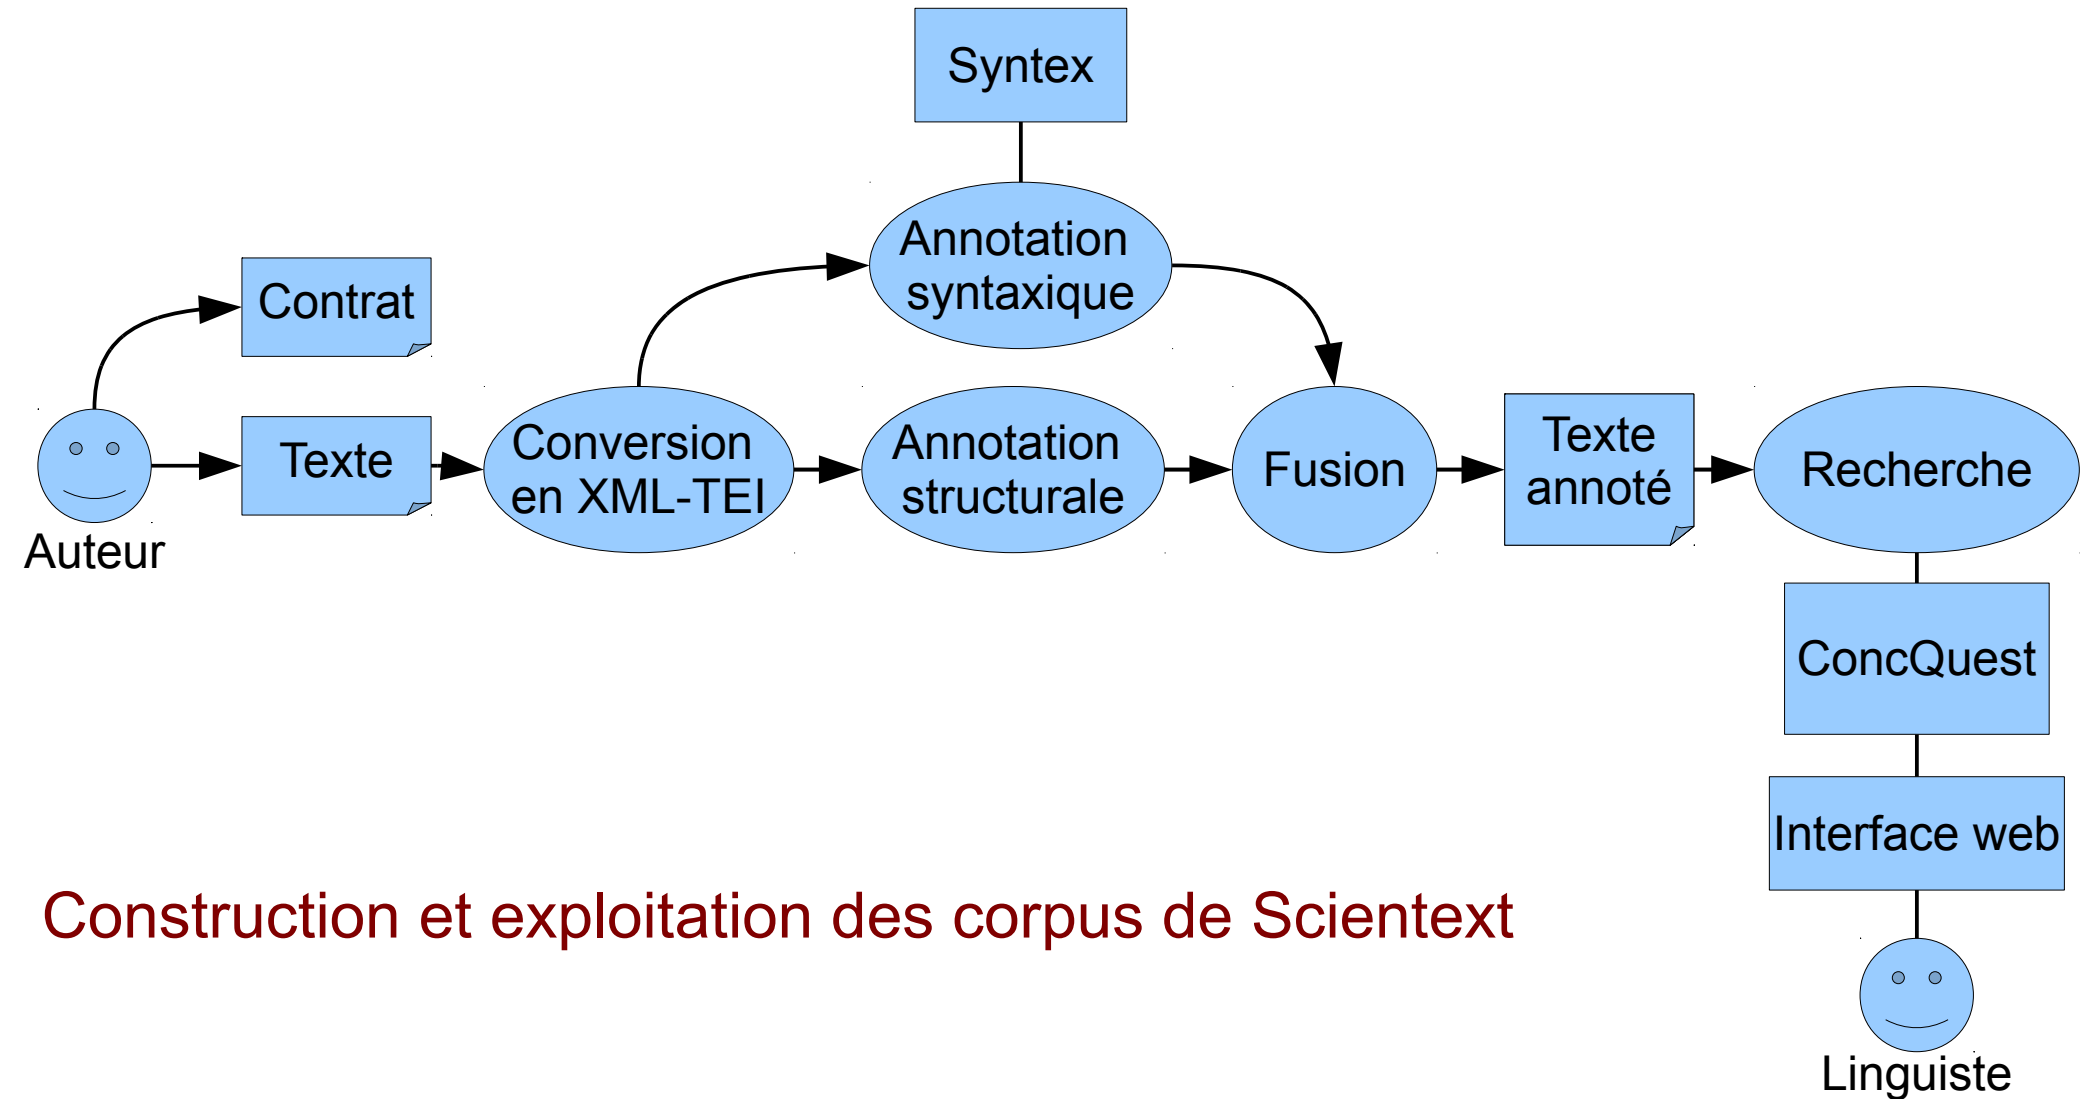 Syntex
Annotation
syntaxique
Contrat
Texte
Conversion
en XML-TEI
Annotation
structurale
Fusion
Texte
annoté
Recherche
Auteur
ConcQuest
Interface web
Construction et exploitation des corpus de Scientext
Linguiste